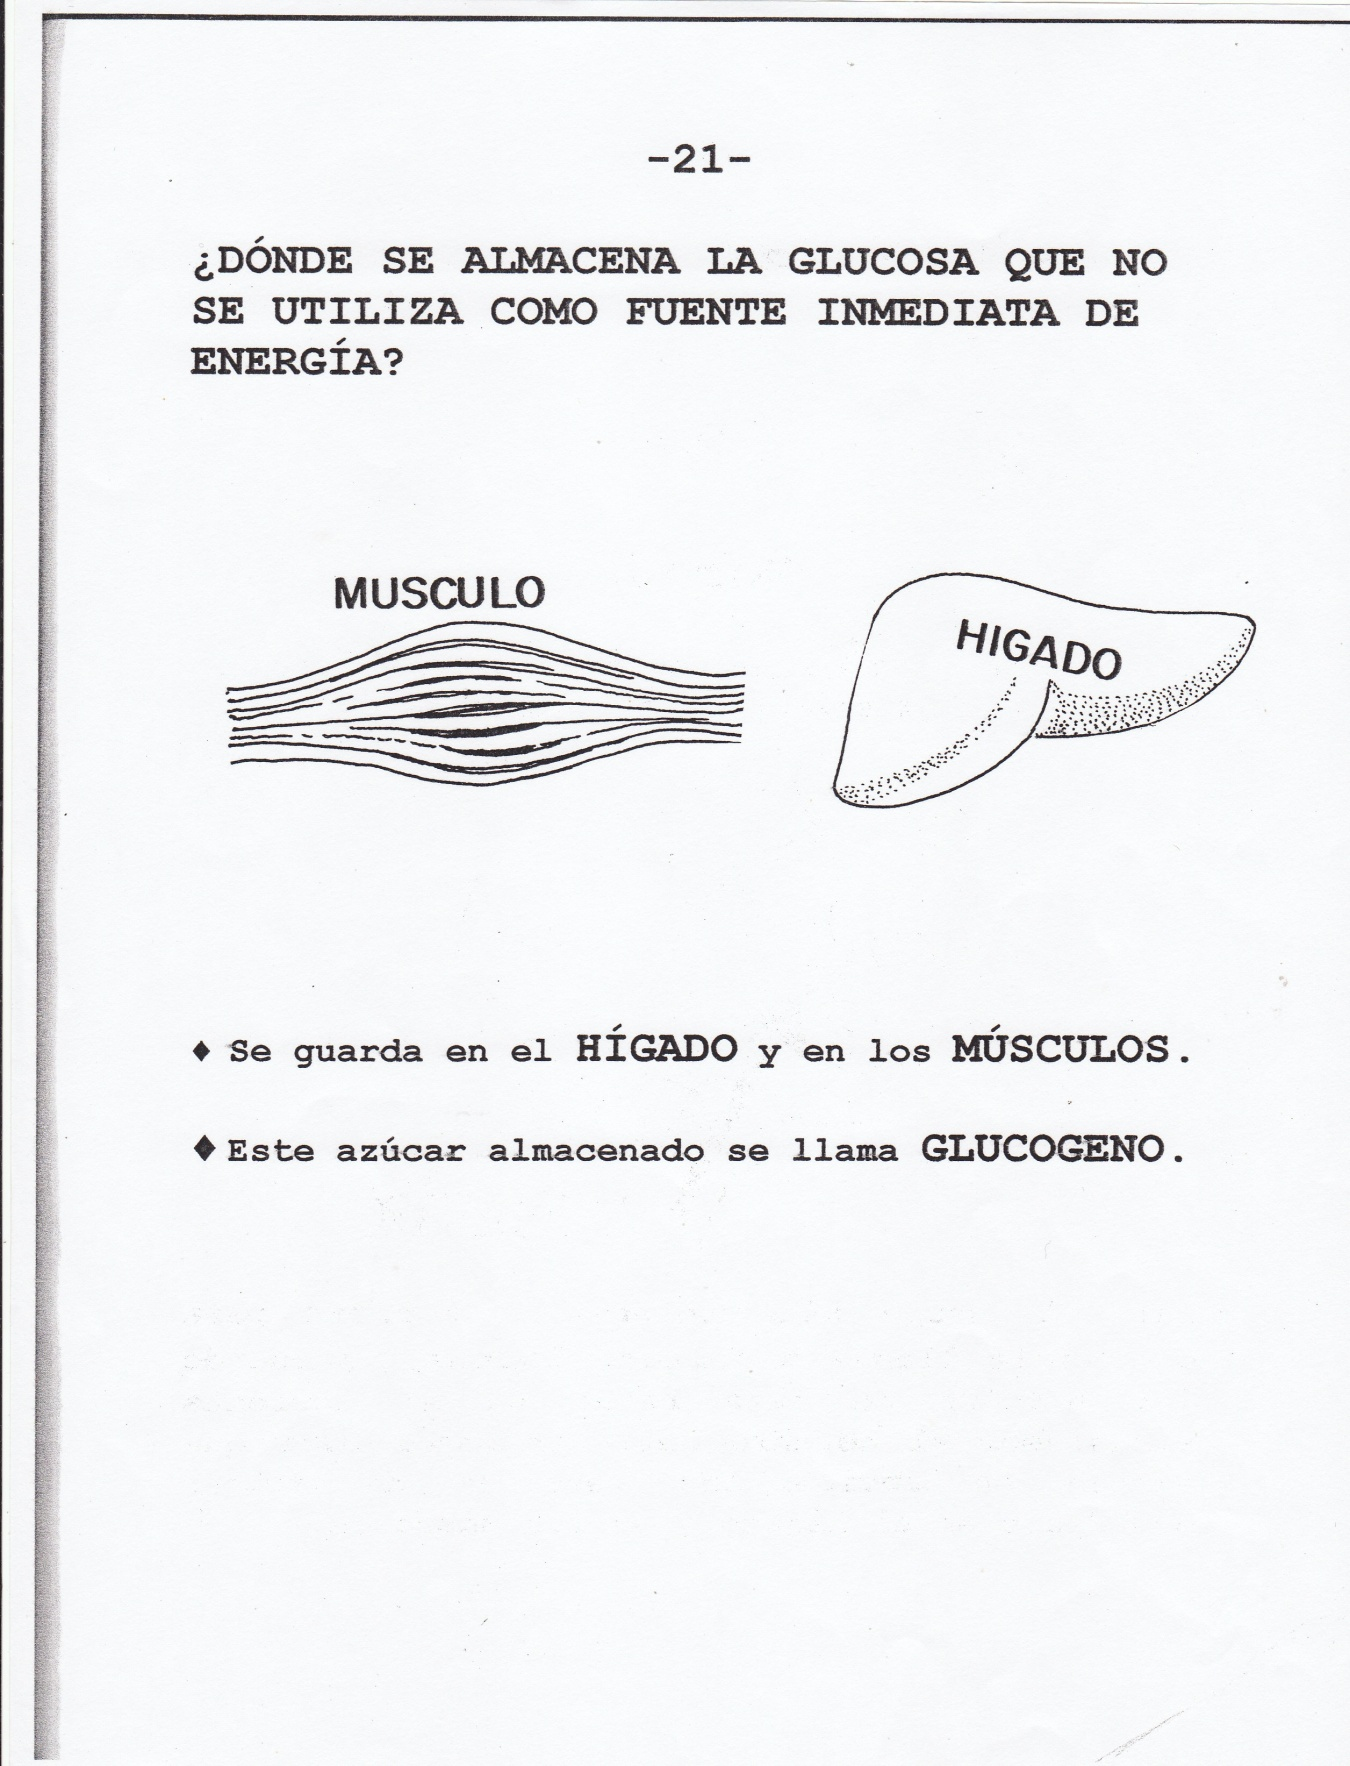 -21-
¿DÓNDE SE ALMACENA LA GLUCOSA QUE NO
SE UTILIZA COMO FUENTE INMEDIATA DE
ENERGÍA?
MUSCULO
HIGADO
♦ Se guarda en el HÍGADO y en los MÚSCULOS.
♦ Este azúcar almacenado se llama GLUCOGENO.